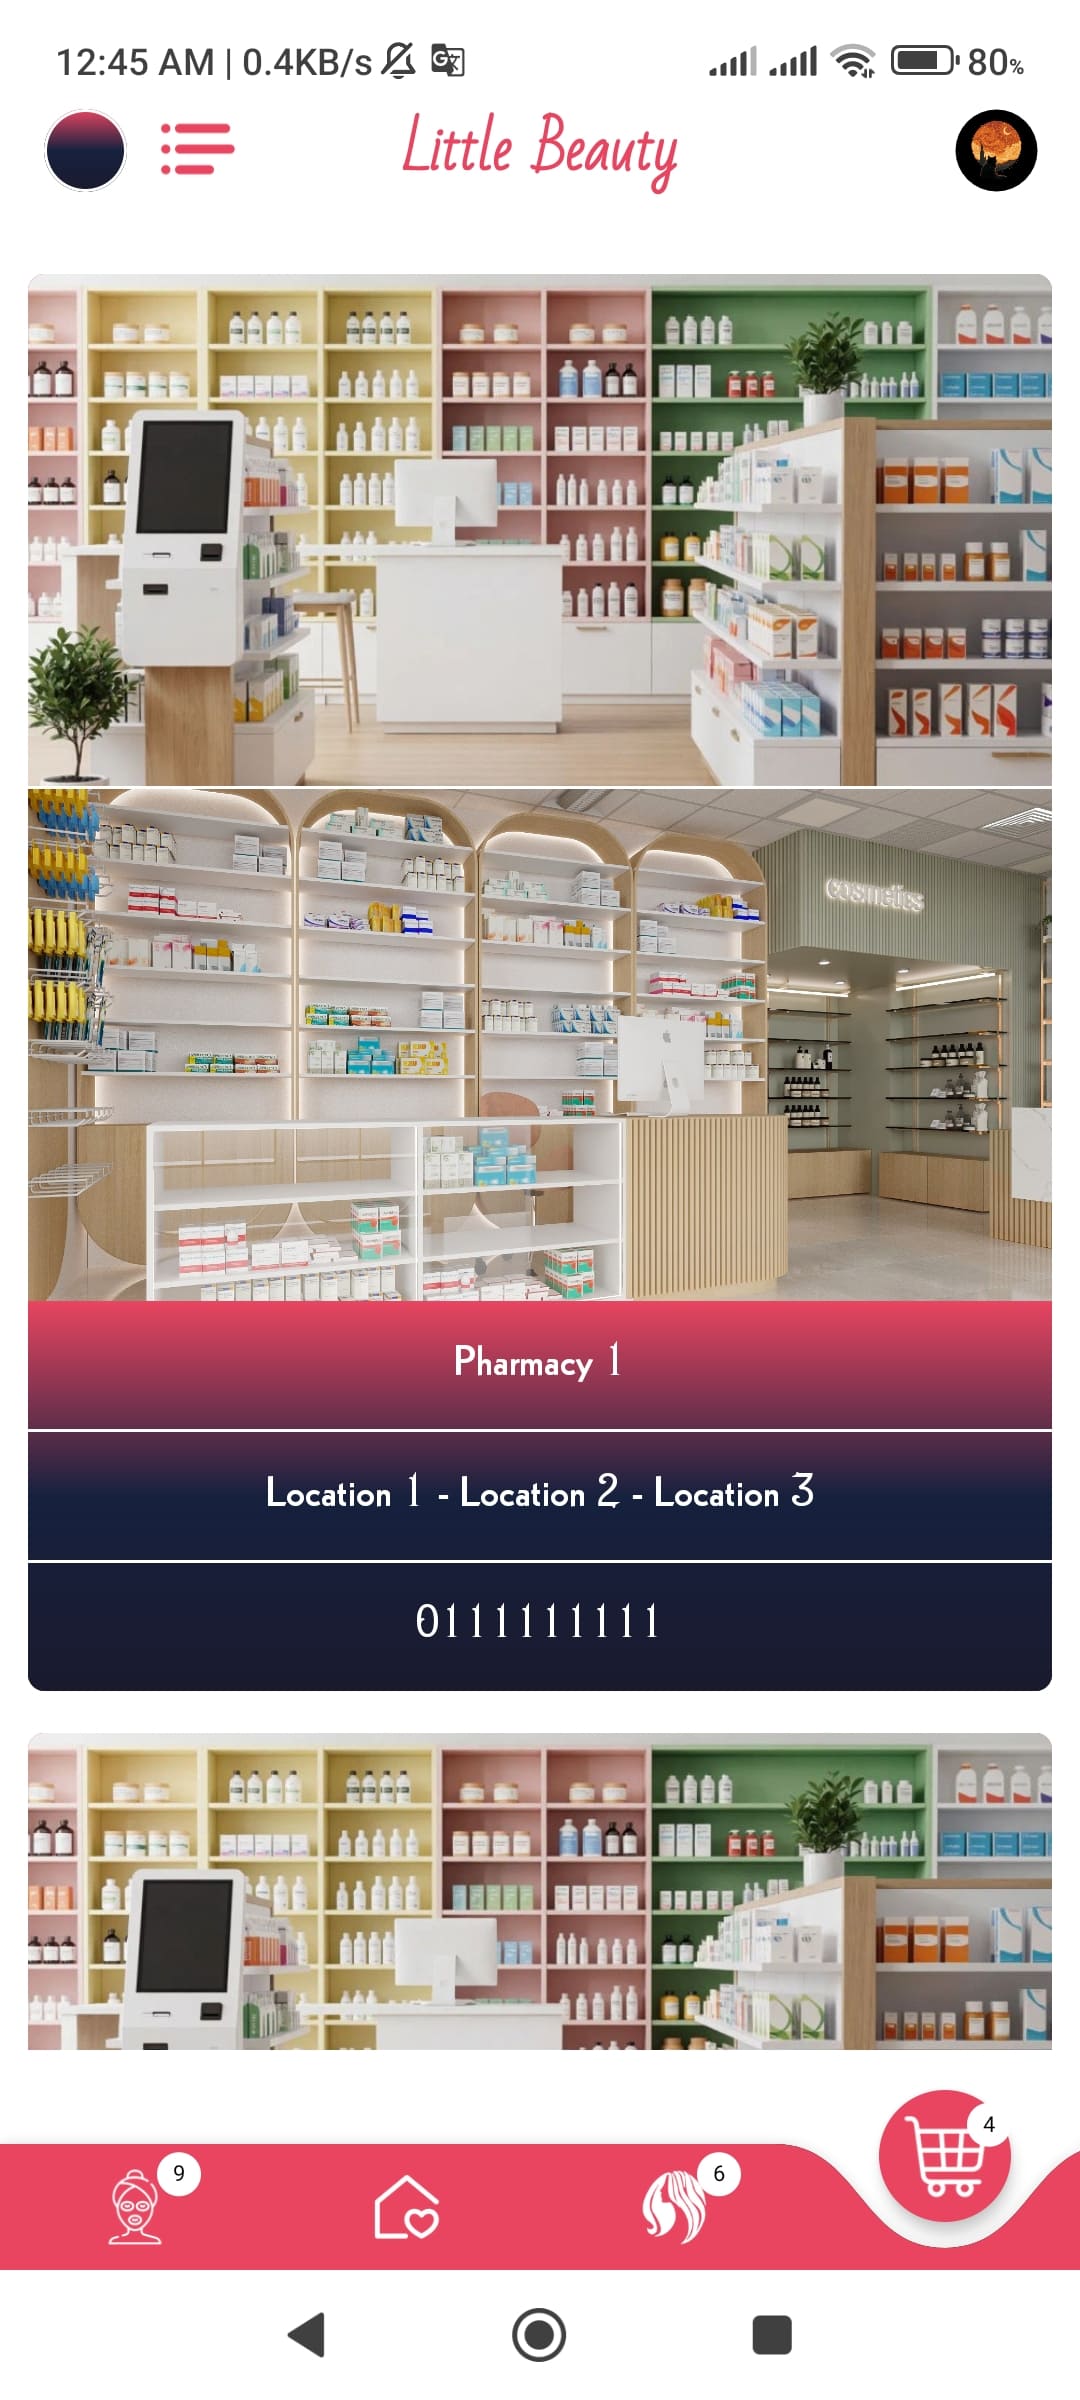 12:45 AM | 0.4KB/s 80%
Little Beauty
cosmetics
Pharmacy 1
Location 1 - Location 2 - Location 3
0111111111
4
9
6